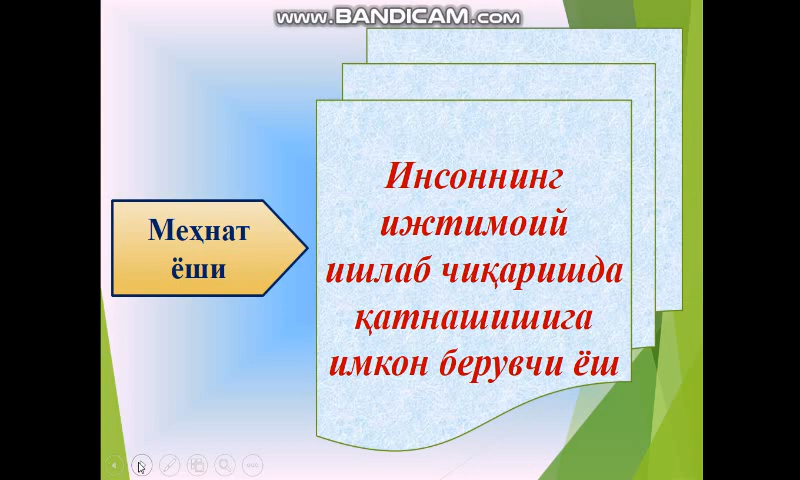 www.BANDICAM.com
Меҳнат
ёши
Инсоннинг
ижтимоий
ишлаб чиқаришда
қатнашишига
имкон берувчи ёш